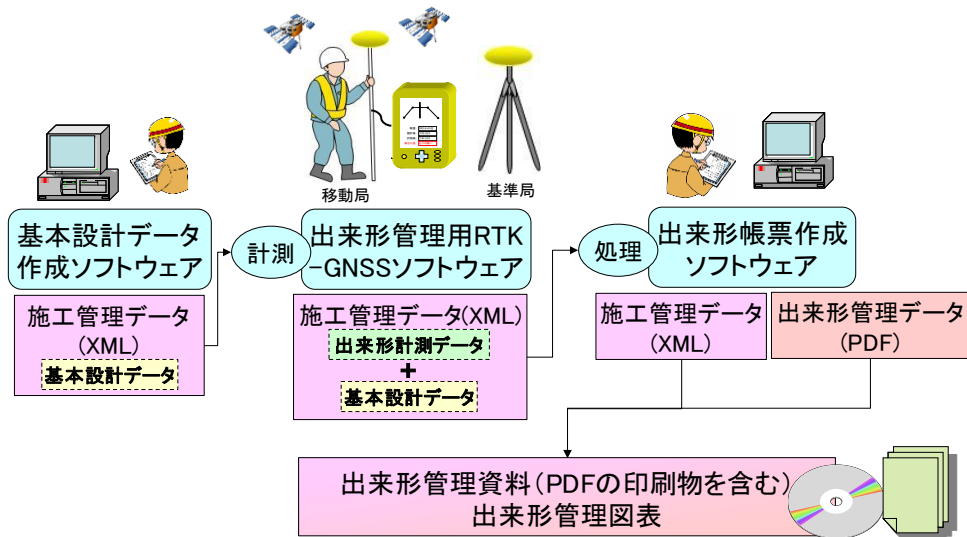 移動局
基準局
基本設計データ
作成ソフトウェア
計測
出来形管理用RTK
-GNSSソフトウェア
処理
出来形帳票作成
ソフトウェア
施工管理データ
(XML)
基本設計データ
施工管理データ(XML)
出来形計測データ
+
基本設計データ
施工管理データ
(XML)
出来形管理データ
(PDF)
出来形管理資料(PDFの印刷物を含む)
出来形管理図表